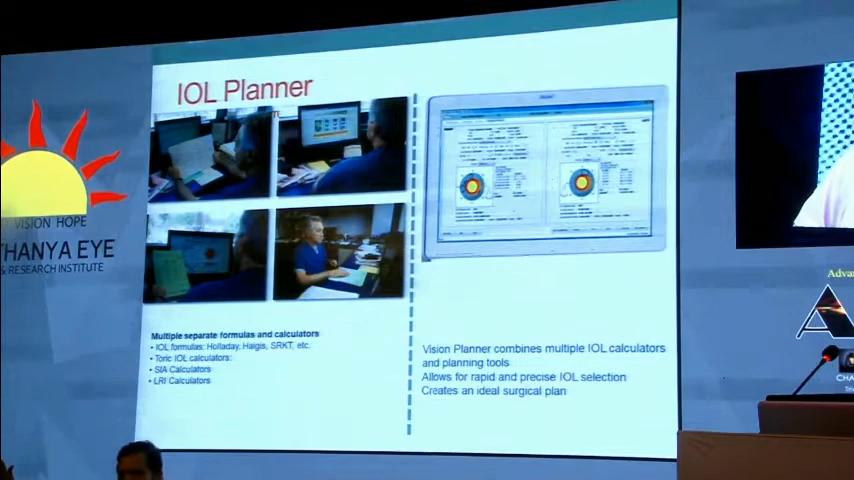 IOL Planner
VISION HOPE
THANYA EYE
& RESEARCH INSTITUTE
Multiple separate formulas and calculators
• IOL formulas: Holladay, Haigis, SRKT, etc.
• Toric IOL calculators:
• SIA Calculators
• LRI Calculators
Vision Planner combines multiple IOL calculators
and planning tools
Allows for rapid and precise IOL selection
Creates an ideal surgical plan
Adva
CHA